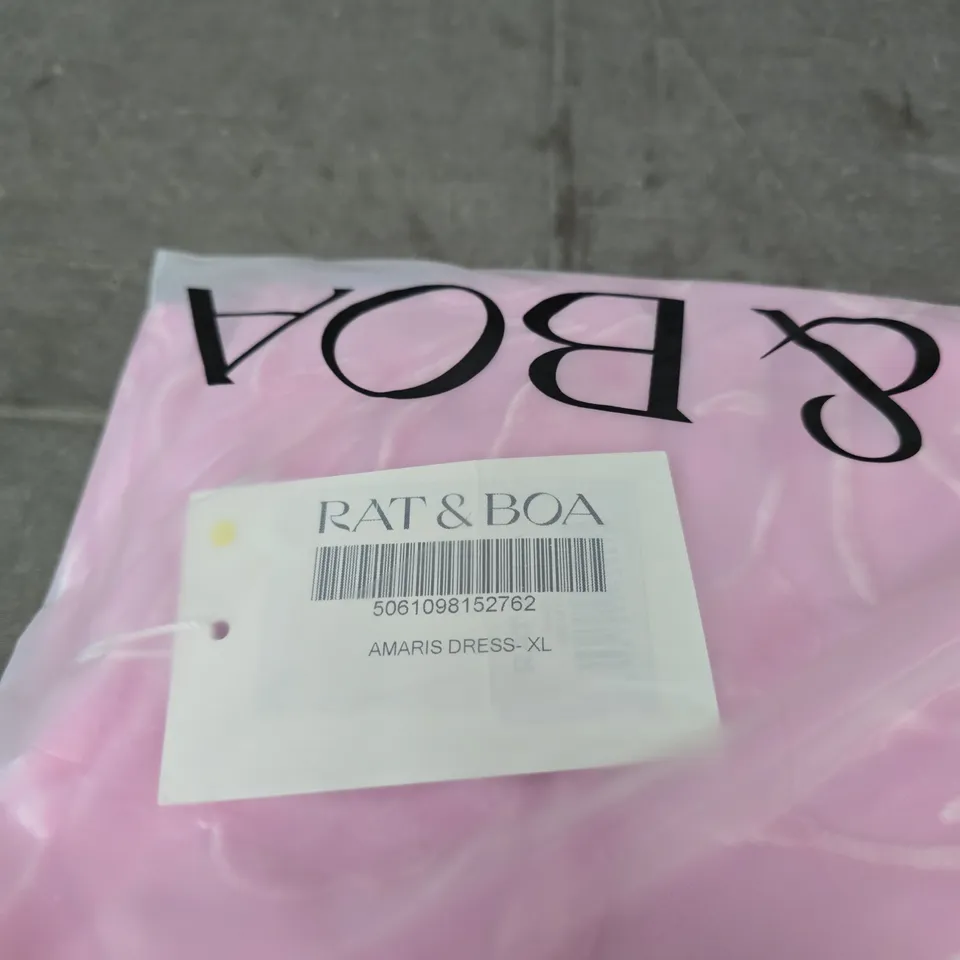 & BOA
RAT & BOA
5061098152762
AMARIS DRESS- XL